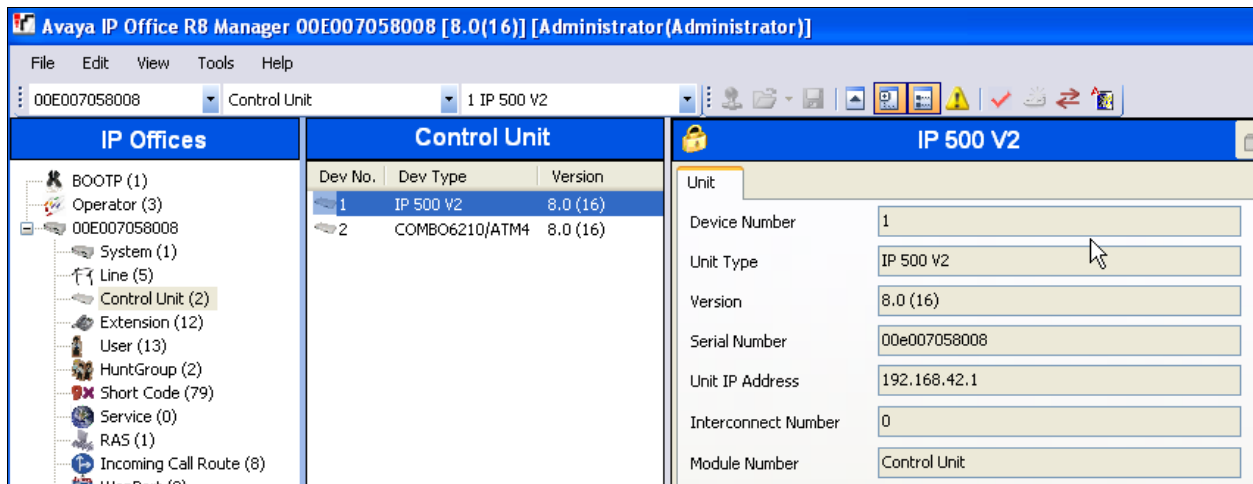 Avaya IP Office R8 Manager 00E007058008 [8.0(16)] [Administrator(Administrator)]
File Edit View Tools Help
00E007058008 Control Unit 1 IP 500 V2
IP Offices
BOOTP (1)
Operator (3)
00E007058008
System (1)
Line (5)
Control Unit (2)
Extension (12)
User (13)
HuntGroup (2)
Short Code (79)
Service (0)
RAS (1)
Incoming Call Route (8)
Control Unit
Dev No. Dev Type Version
1 IP 500 V2 8.0 (16)
2 COMBO6210/ATM4 8.0 (16)
IP 500 V2
Unit
Device Number 1
Unit Type IP 500 V2
Version 8.0 (16)
Serial Number 00e007058008
Unit IP Address 192.168.42.1
Interconnect Number 0
Module Number Control Unit